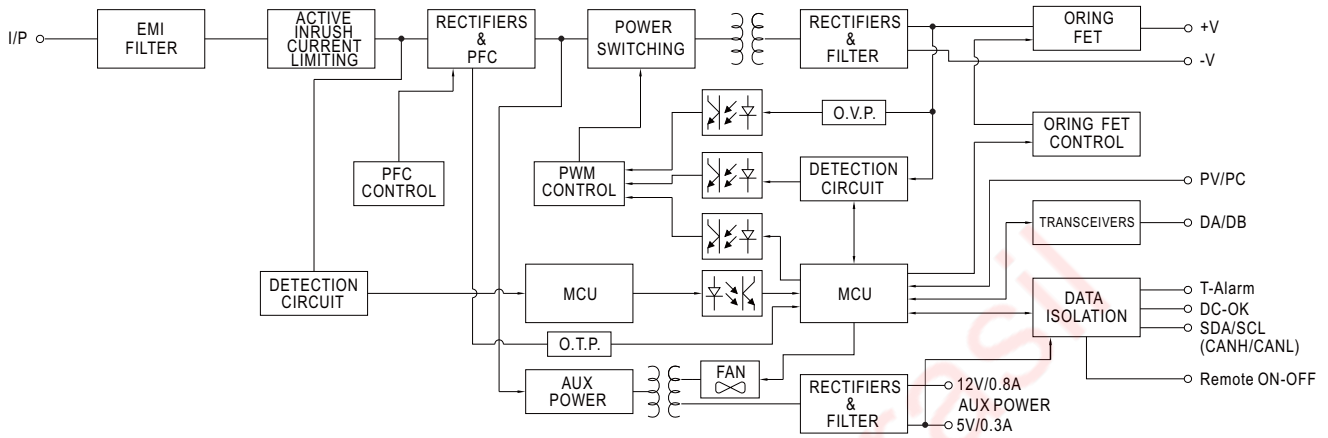 I/P
EMI
FILTER
ACTIVE
INRUSH
CURRENT
LIMITING
RECTIFIERS
&
PFC
POWER
SWITCHING
RECTIFIERS
&
FILTER
ORING
FET
+V
-V
O.V.P.
ORING FET
CONTROL
PFC
CONTROL
PWM
CONTROL
DETECTION
CIRCUIT
PV/PC
TRANSCEIVERS
DA/DB
DETECTION
CIRCUIT
MCU
MCU
DATA
ISOLATION
T-Alarm
DC-OK
SDA/SCL
(CANH/CANL)
O.T.P.
AUX
POWER
FAN
RECTIFIERS
&
FILTER
12V/0.8A
AUX POWER
5V/0.3A
Remote ON-OFF